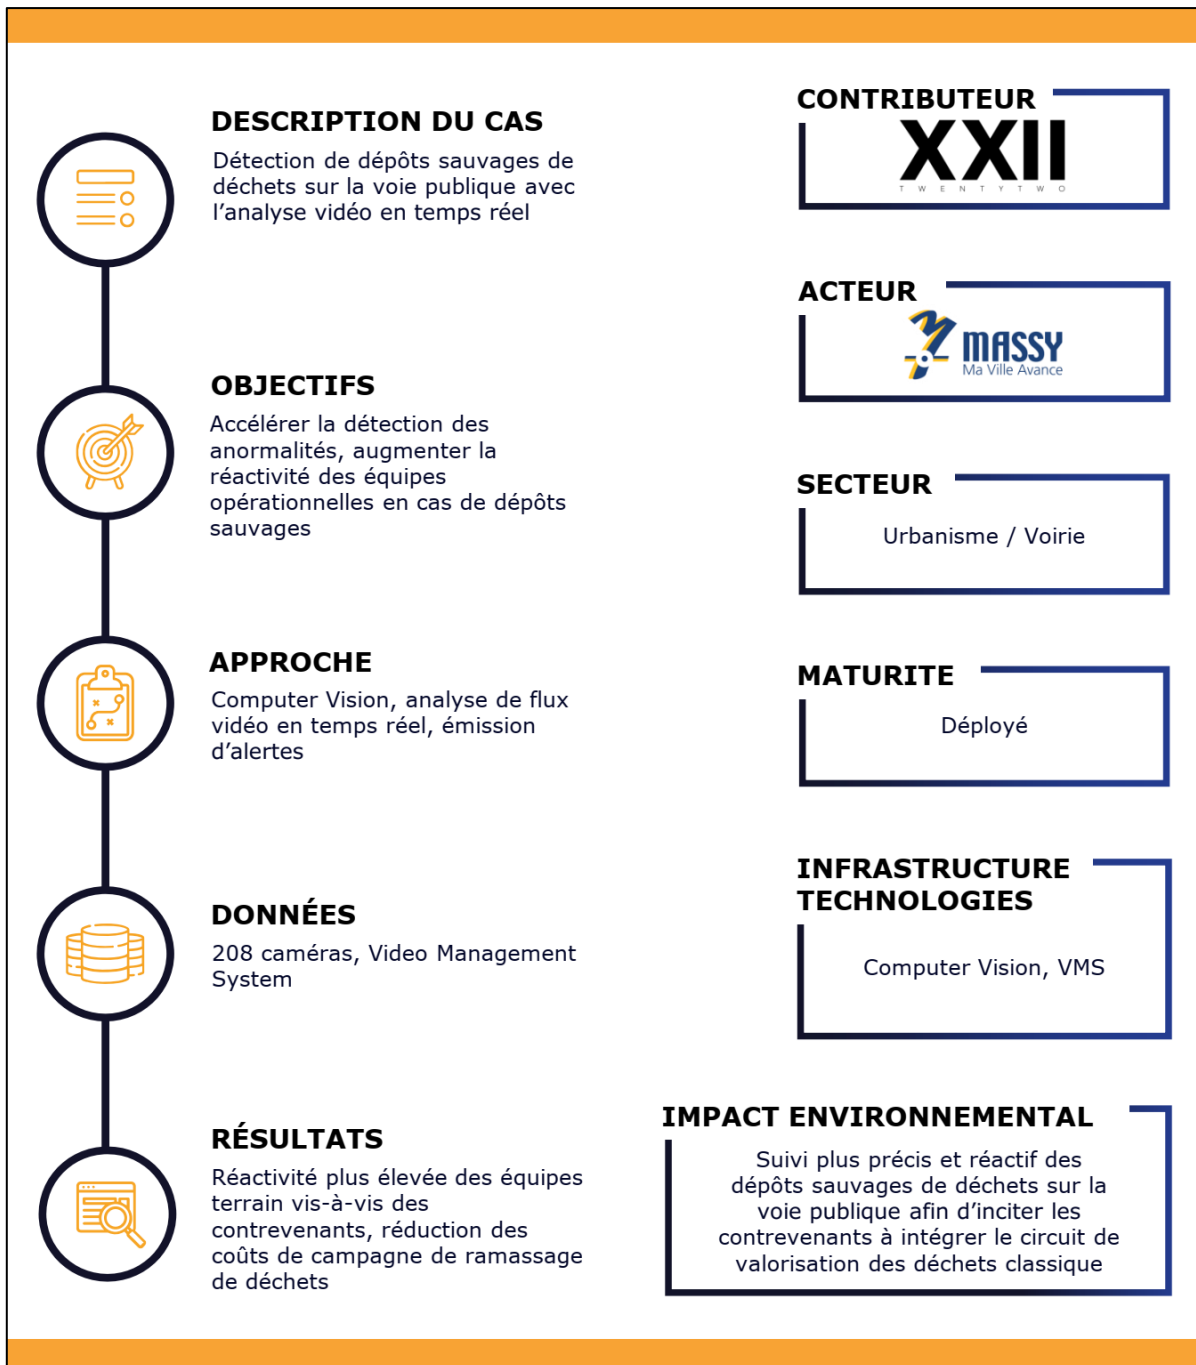 DESCRIPTION DU CAS
Détection de dépôts sauvages de
déchets sur la voie publique avec
l’analyse vidéo en temps réel
OBJECTIFS
Accélérer la détection des
anormalités, augmenter la
réactivité des équipes
opérationnelles en cas de dépôts
sauvages
APPROCHE
Computer Vision, analyse de flux
vidéo en temps réel, émission
d’alertes
DONNÉES
208 caméras, Video Management
System
RÉSULTATS
Réactivité plus élevée des équipes
terrain vis-à-vis des
contrevenants, réduction des
coûts de campagne de ramassage
de déchets
CONTRIBUTEUR
XXII
TWENTYTWO
ACTEUR
MASSY
Ma Ville Avance
SECTEUR
Urbanisme / Voirie
MATURITE
Déployé
INFRASTRUCTURE
TECHNOLOGIES
Computer Vision, VMS
IMPACT ENVIRONNEMENTAL
Suivi plus précis et réactif des
dépôts sauvages de déchets sur la
voie publique afin d’inciter les
contrevenants à intégrer le circuit de
valorisation des déchets classique